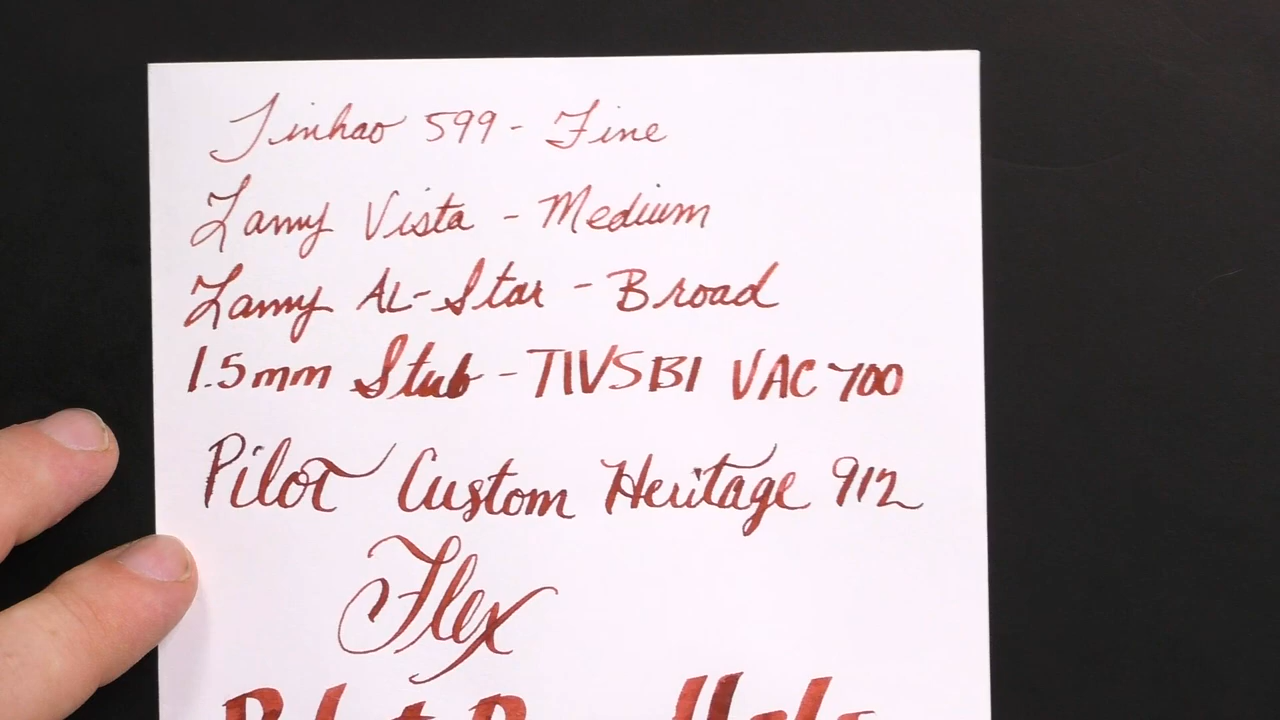 Jinhao 599 - Fine
Lamy Vista - Medium
Lamy AL-Star - Broad
1.5mm Stub - TWSBI VAC 700
Pilot Custom Heritage 912
Flex
Pilot